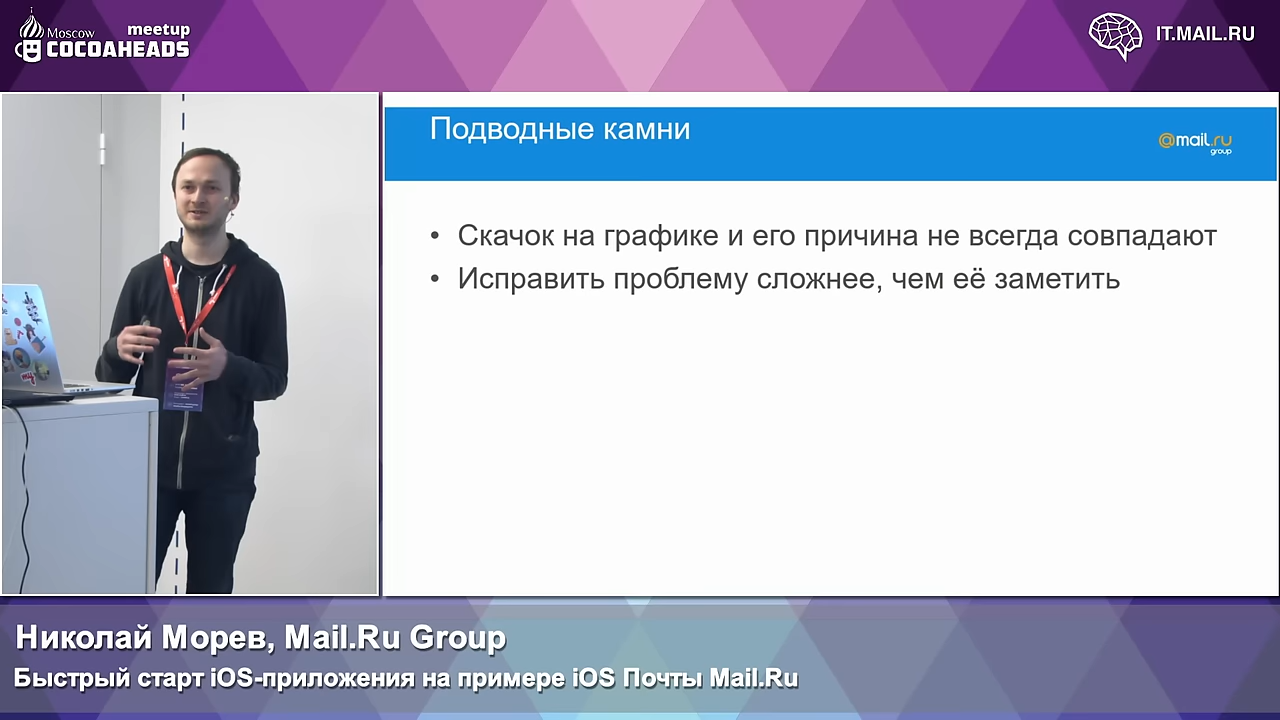 Moscow
meetup
COCOAHEADS
IT.MAIL.RU
Подводные камни
@mail.ru
group
• Скачок на графике и его причина не всегда совпадают
• Исправить проблему сложнее, чем её заметить
Николай Морев, Mail.Ru Group
Быстрый старт iOS-приложения на примере iOS Почты Mail.Ru